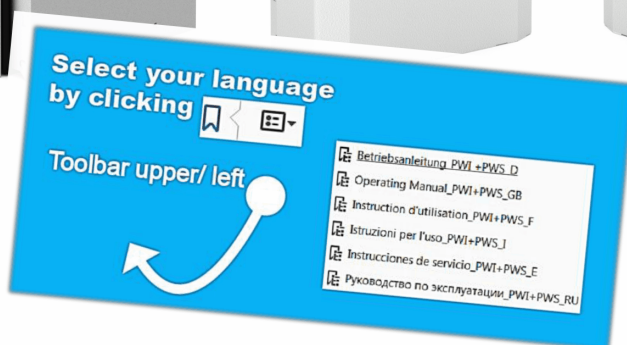 Select your language
by clicking
Toolbar upper/ left
Betriebsanleitung_PWI +PWS_D
Operating Manual_PWI+PWS_GB
Instruction d'utilisation_PWI+PWS_F
Istruzioni per l'uso_PWI+PWS_I
Instrucciones de servicio_PWI+PWS_E
Руководство по эксплуатации_PWI+PWS_RU